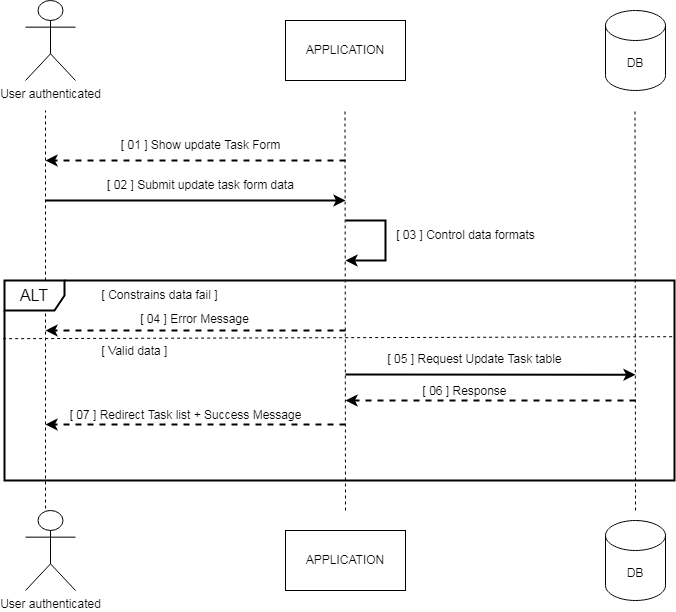 User authenticated
APPLICATION
DB
[ 01 ] Show update Task Form
[ 02 ] Submit update task form data
[ 03 ] Control data formats
ALT
[ Constrains data fail ]
[ 04 ] Error Message
[ Valid data ]
[ 05 ] Request Update Task table
[ 06 ] Response
[ 07 ] Redirect Task list + Success Message
User authenticated
APPLICATION
DB